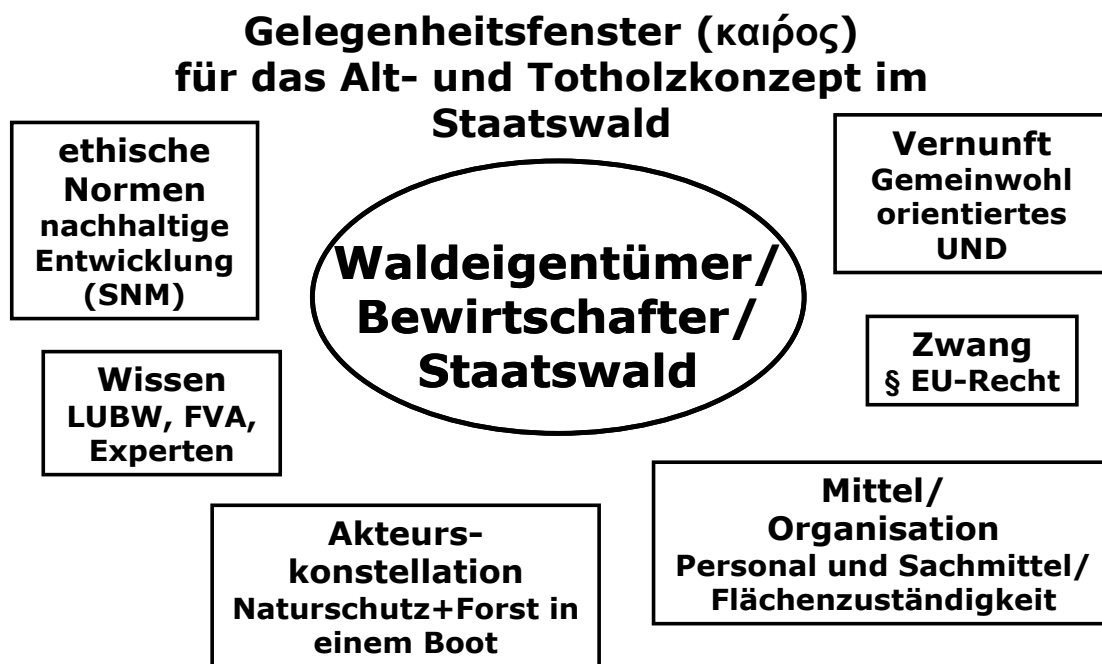 Gelegenheitsfenster (καιρός)
für das Alt- und Totholzkonzept im
Staatswald
ethische
Normen
nachhaltige
Entwicklung
(SNM)
Vernunft
Gemeinwohl
orientiertes
UND
Waldeigentümer/
Bewirtschafter/
Staatswald
Wissen
LUBW, FVA,
Experten
Zwang
§ EU-Recht
Akteurs-
konstellation
Naturschutz+Forst in
einem Boot
Mittel/
Organisation
Personal und Sachmittel/
Flächenzuständigkeit